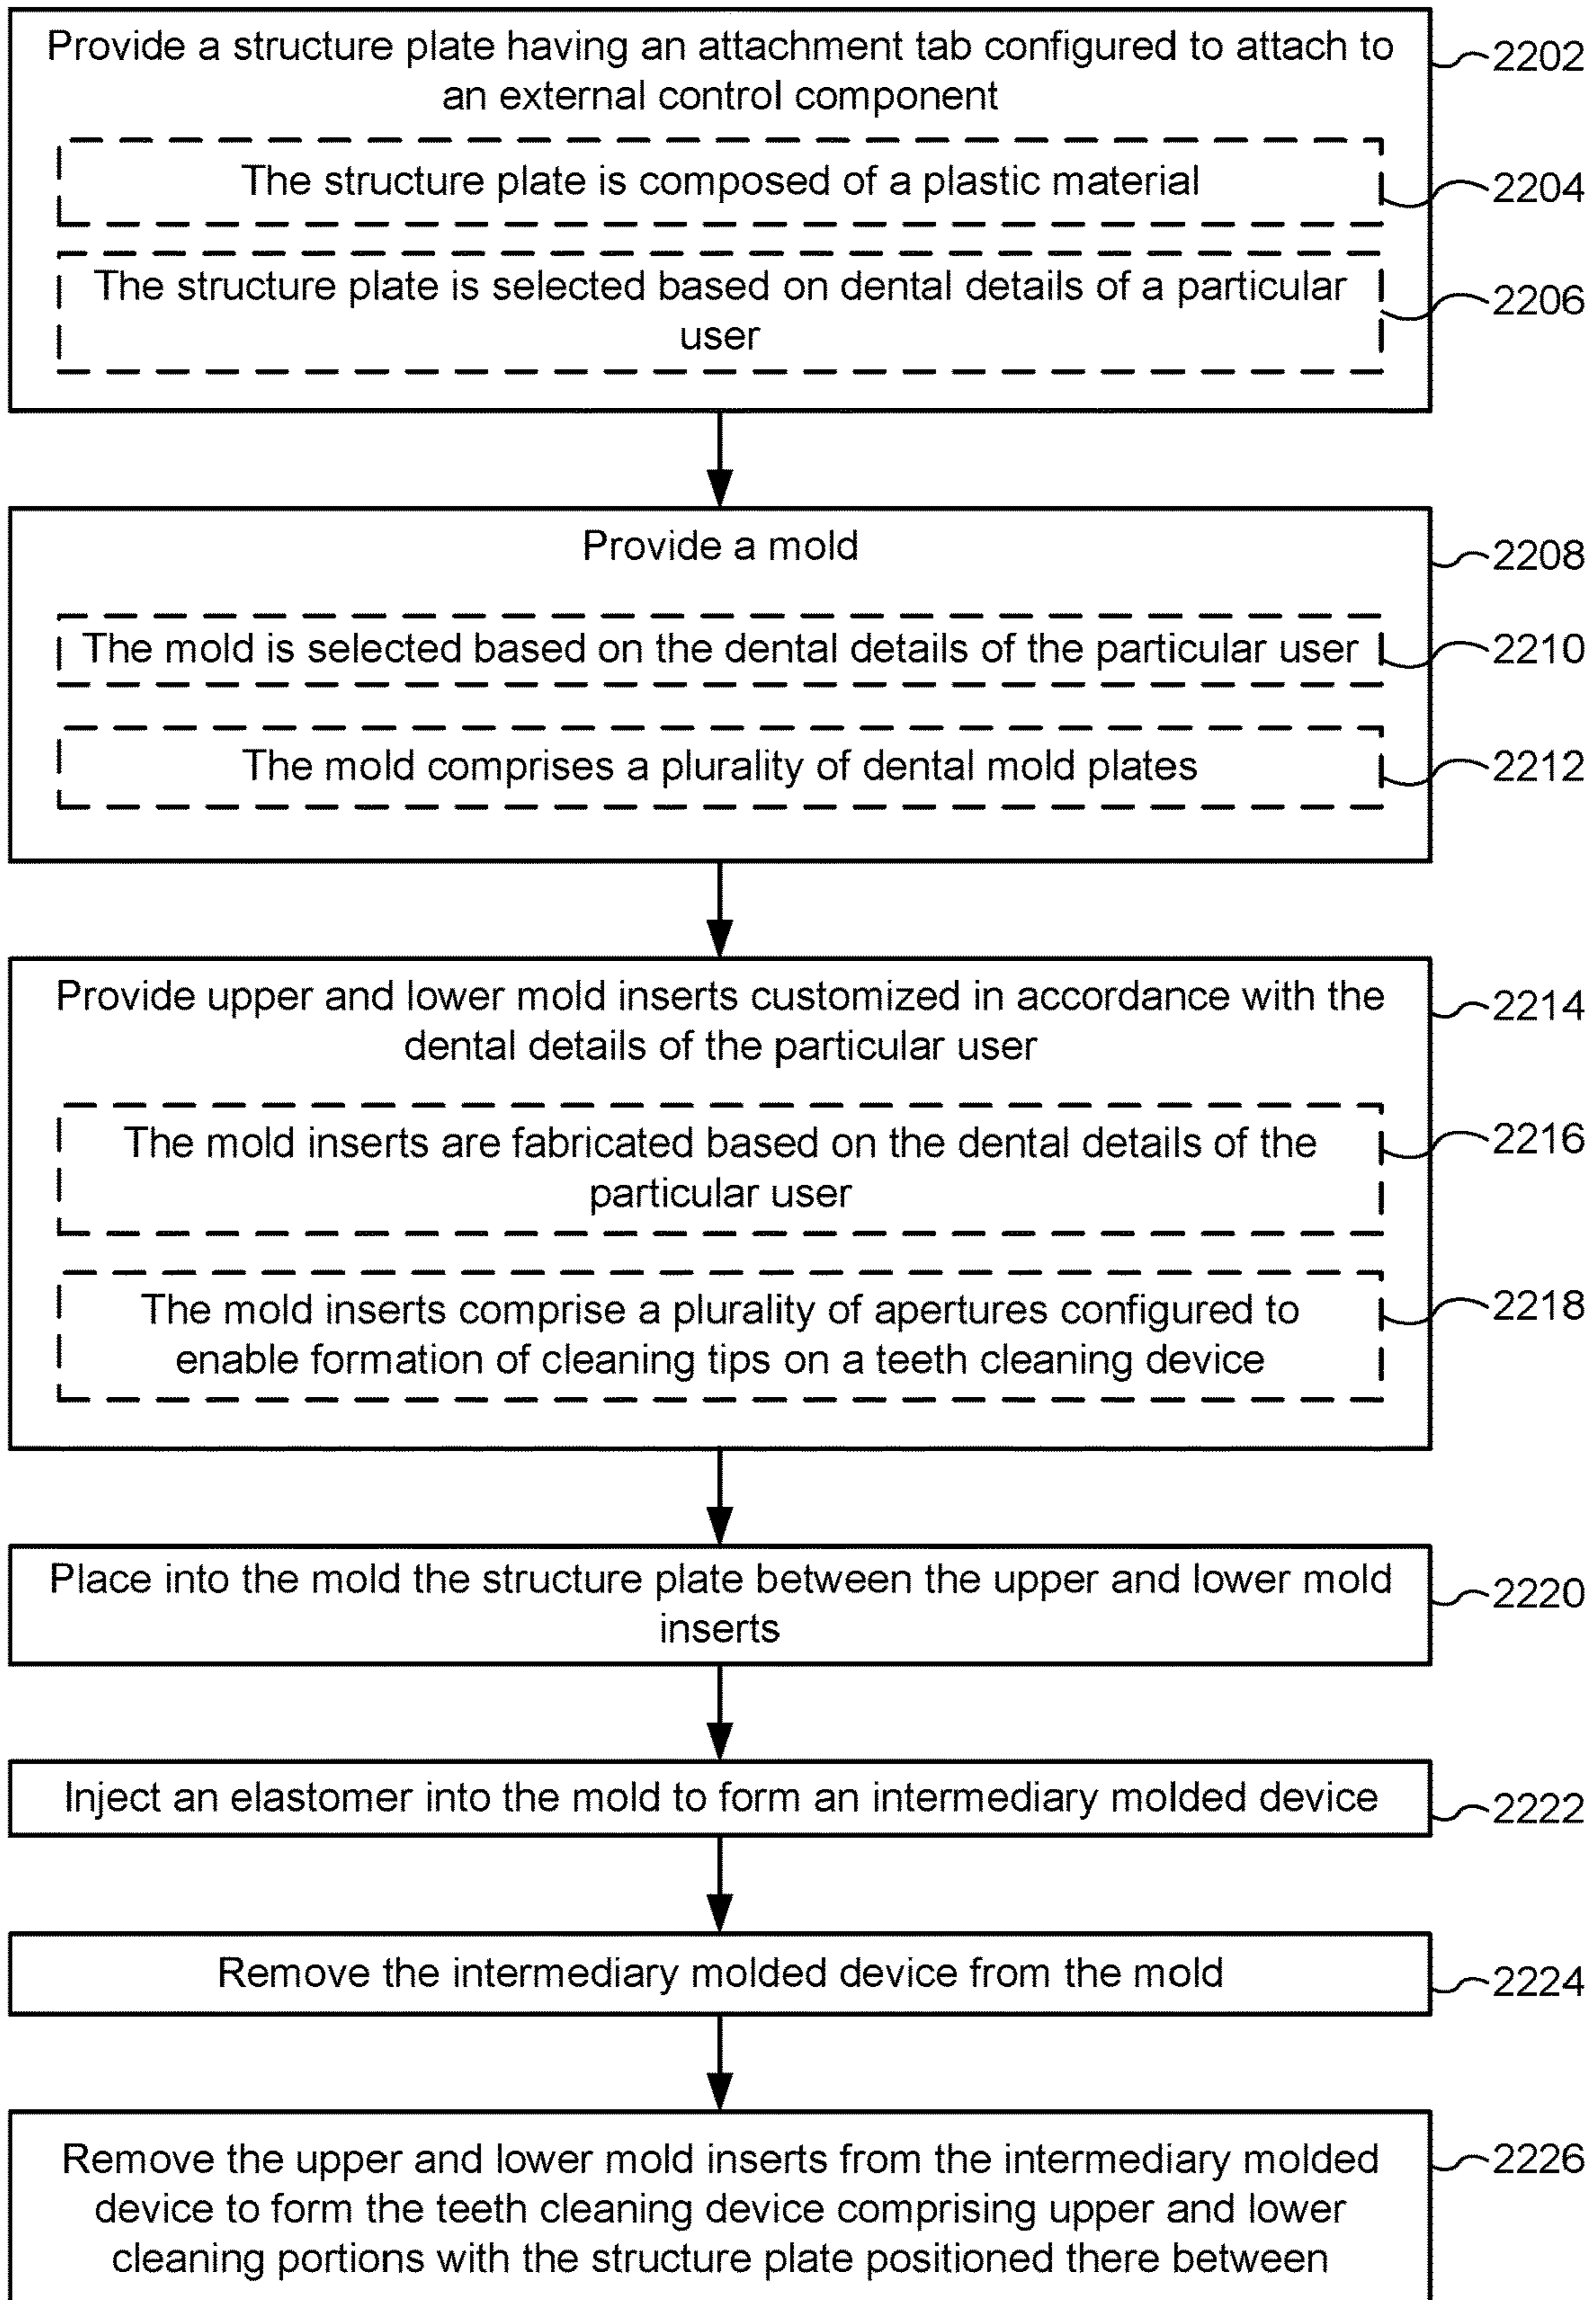 Provide a structure plate having an attachment tab configured to attach to
an external control component
2202
The structure plate is composed of a plastic material
2204
The structure plate is selected based on dental details of a particular
user
2206
Provide a mold
2208
The mold is selected based on the dental details of the particular user
2210
The mold comprises a plurality of dental mold plates
2212
Provide upper and lower mold inserts customized in accordance with the
dental details of the particular user
2214
The mold inserts are fabricated based on the dental details of the
particular user
2216
The mold inserts comprise a plurality of apertures configured to
enable formation of cleaning tips on a teeth cleaning device
2218
Place into the mold the structure plate between the upper and lower mold
inserts
2220
Inject an elastomer into the mold to form an intermediary molded device
2222
Remove the intermediary molded device from the mold
2224
Remove the upper and lower mold inserts from the intermediary molded
device to form the teeth cleaning device comprising upper and lower
cleaning portions with the structure plate positioned there between
2226